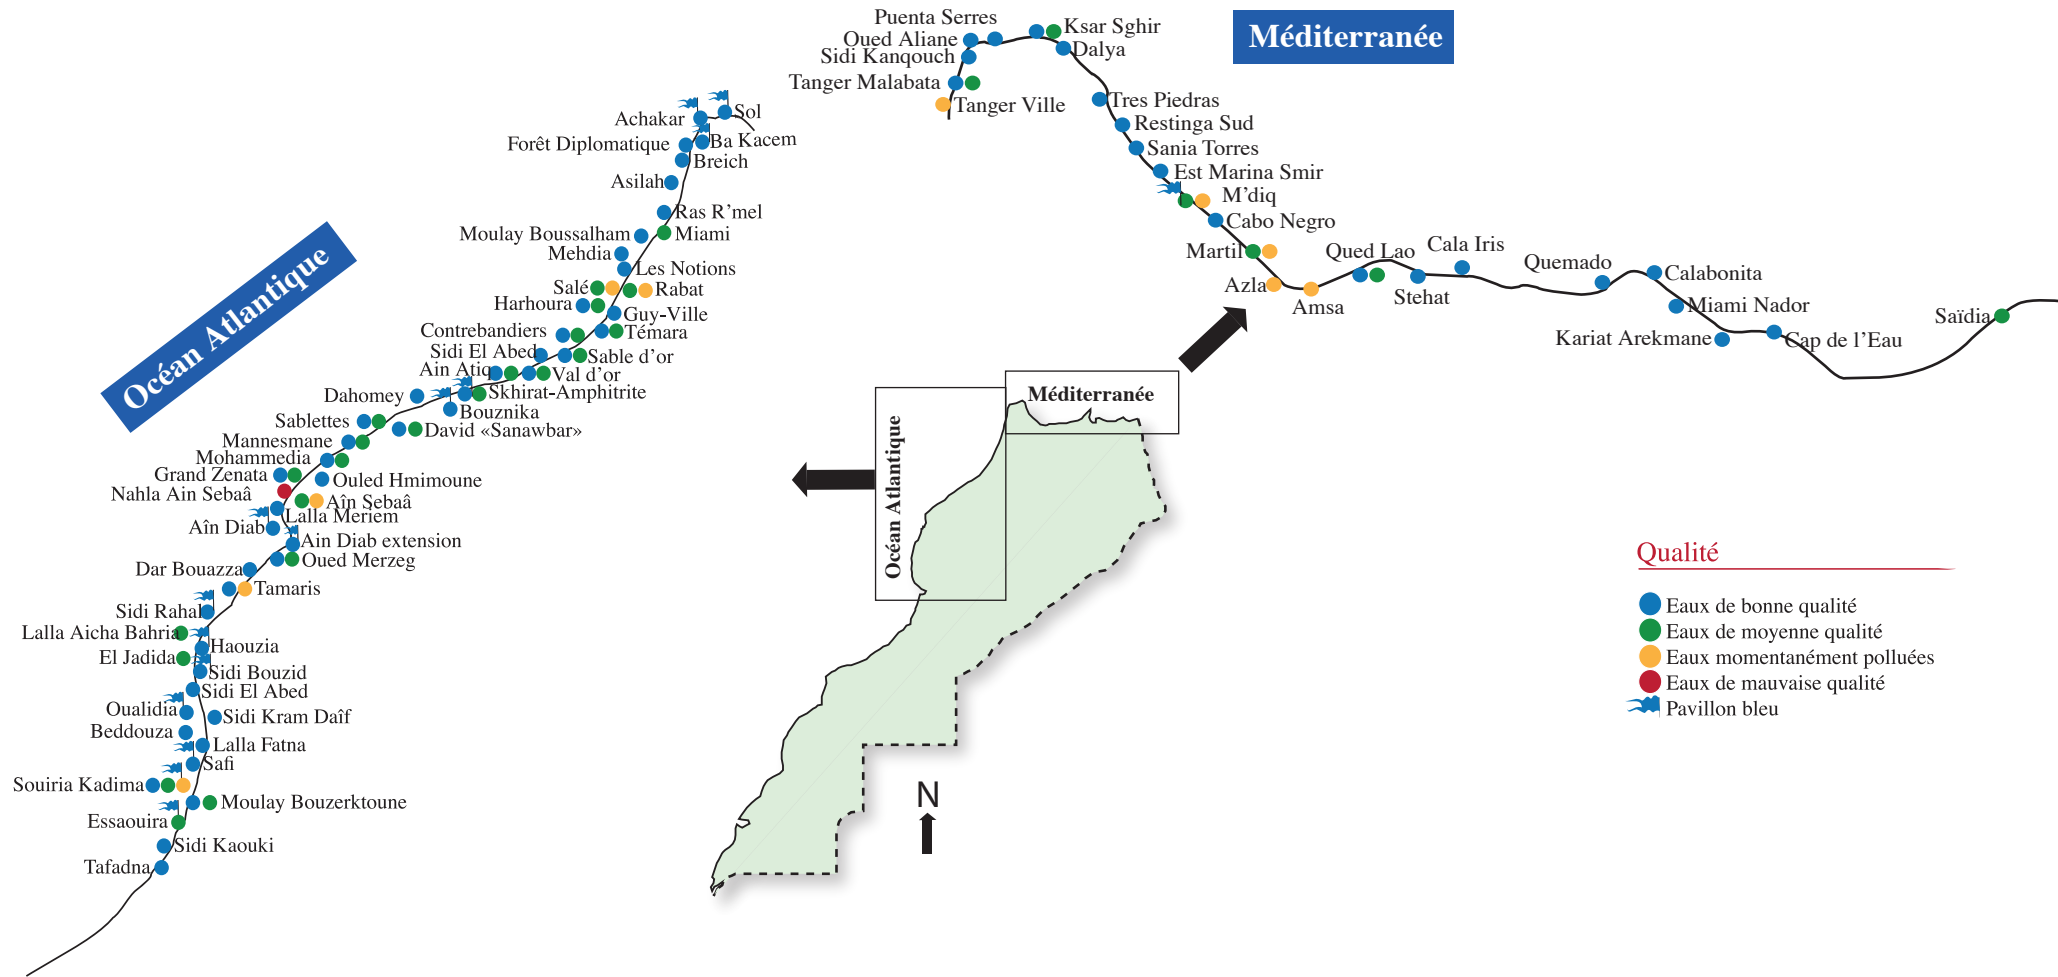 Méditerranée
Puenta Serres
Ksar Sghir
Oued Aliane
Dalya
Sidi Kanqouch
Tanger Malabata
Tanger Ville
Tres Piedras
Restinga Sud
Sania Torres
Est Marina Smir
M'diq
Cabo Negro
Martil
Qued Lao
Cala Iris
Azla
Amsa
Stehat
Quemado
Calabonita
Miami Nador
Kariat Arekmane
Cap de l'Eau
Saïdia
Océan Atlantique
Achakar
Sol
Forêt Diplomatique
Ba Kacem
Breich
Asilah
Ras R'mel
Moulay Boussalham
Miami
Mehdia
Les Notions
Salé
Rabat
Harhoura
Guy-Ville
Contrebandiers
Témara
Sidi El Abed
Sable d'or
Ain Atiq
Val d'or
Dahomey
Skhirat-Amphitrite
Bouznika
Sablettes
David «Sanawbar»
Mannesmane
Mohammedia
Grand Zenata
Ouled Hmimoune
Nahla Ain Sebaâ
Aîn Sebaâ
Lalla Meriem
Aîn Diab
Ain Diab extension
Oued Merzeg
Dar Bouazza
Tamaris
Sidi Rahal
Lalla Aicha Bahria
Haouzia
El Jadida
Sidi Bouzid
Sidi El Abed
Oualidia
Sidi Kram Daîf
Beddouza
Lalla Fatna
Safi
Souiria Kadima
Moulay Bouzerktoune
Essaouira
Sidi Kaouki
Tafadna
Méditerranée
Océan Atlantique
N
Qualité
Eaux de bonne qualité
Eaux de moyenne qualité
Eaux momentanément polluées
Eaux de mauvaise qualité
Pavillon bleu